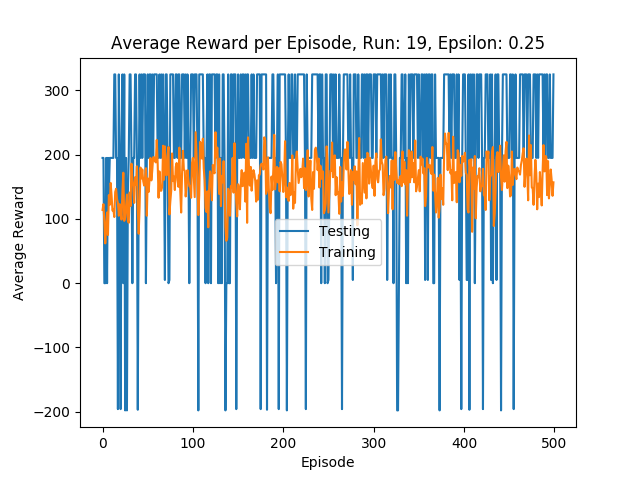 Average Reward per Episode, Run: 19, Epsilon: 0.25
300
200
100
0
−100
−200
Average Reward
Testing
Training
0 100 200 300 400 500
Episode